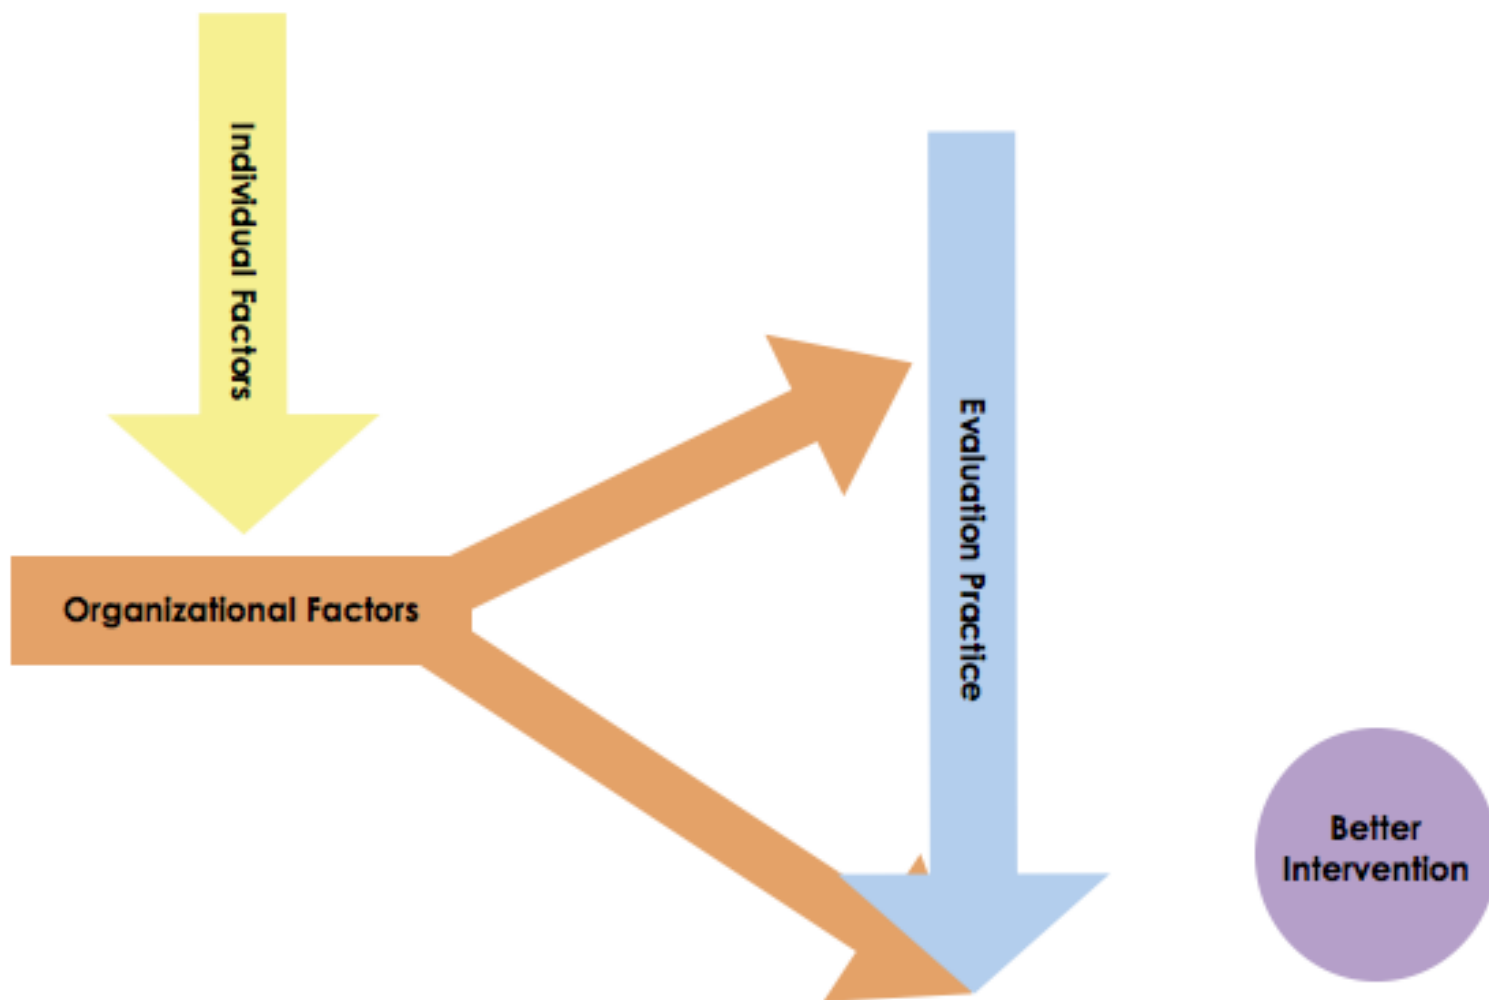 Individual Factors
Organizational Factors
Evaluation Practice
Better
Intervention